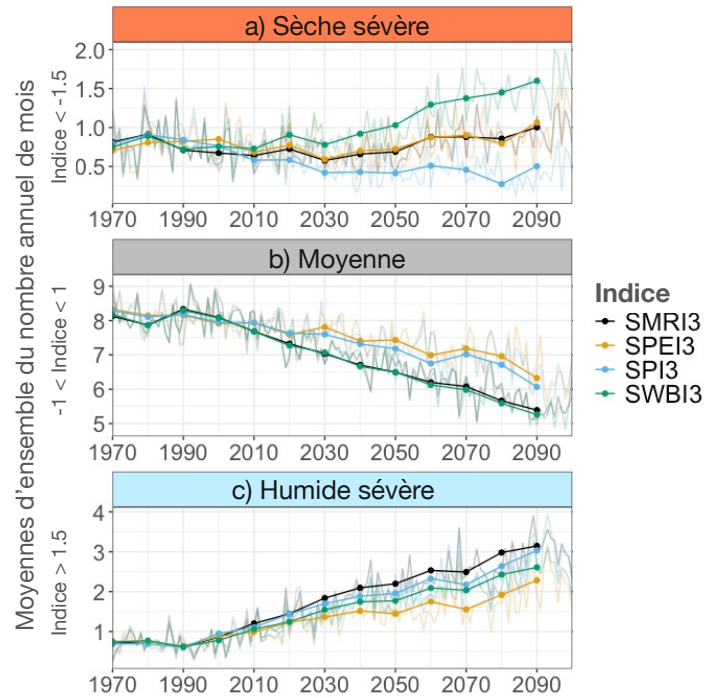 Moyennes d'ensemble du nombre annuel de mois
a) Sèche sévère
Indice < -1.5
2.0
1.5
1.0
0.5
1970 1990 2010 2030 2050 2070 2090
b) Moyenne
-1 < Indice < 1
9
8
7
6
5
1970 1990 2010 2030 2050 2070 2090
c) Humide sévère
Indice > 1.5
4
3
2
1
1970 1990 2010 2030 2050 2070 2090
Indice
SMRI3
SPEI3
SPI3
SWBI3